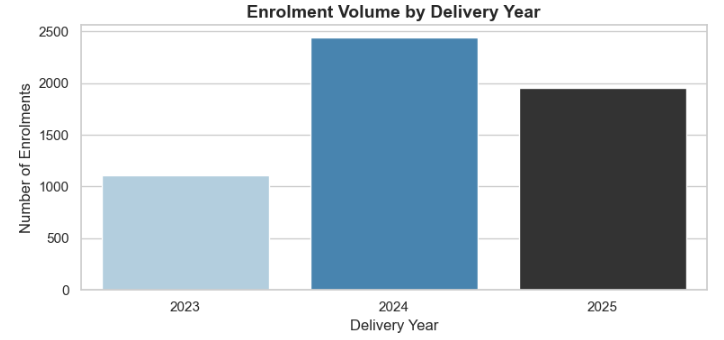 Enrolment Volume by Delivery Year
2500
2000
1500
1000
500
0
Number of Enrolments
2023 2024 2025
Delivery Year